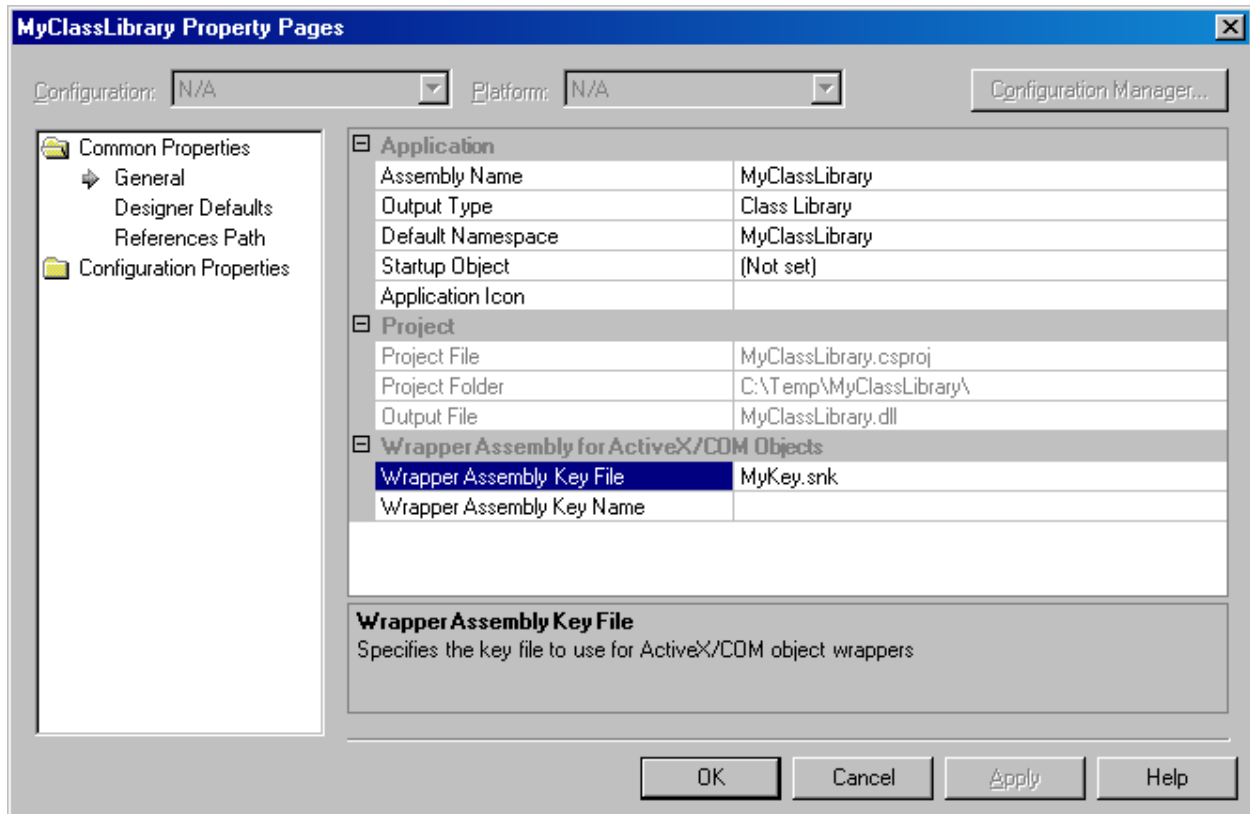 MyClassLibrary Property Pages
Configuration: N/A Platform: N/A Configuration Manager...
Common Properties
General
Designer Defaults
References Path
Configuration Properties
Application
Assembly Name MyClassLibrary
Output Type Class Library
Default Namespace MyClassLibrary
Startup Object (Not set)
Application Icon
Project
Project File MyClassLibrary.csproj
Project Folder C:\Temp\MyClassLibrary\
Output File MyClassLibrary.dll
Wrapper Assembly for ActiveX/COM Objects
Wrapper Assembly Key File MyKey.snk
Wrapper Assembly Key Name
Wrapper Assembly Key File
Specifies the key file to use for ActiveX/COM object wrappers
OK Cancel Apply Help